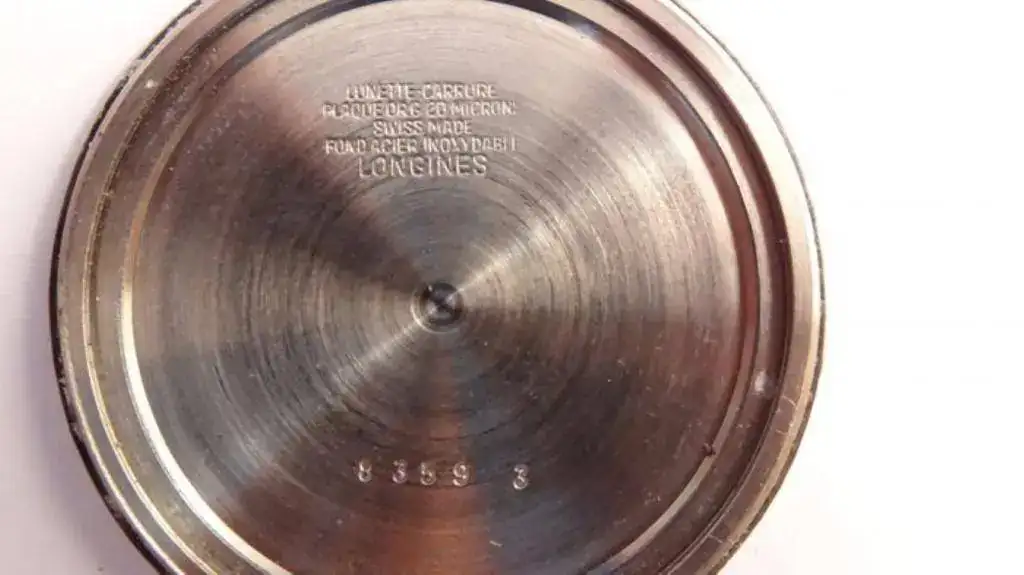 LUNETTE-CARRURE
PLAQUE OR G 20 MICRONS
SWISS MADE
FOND ACIER INOXYDABLE
LONGINES
8359 3